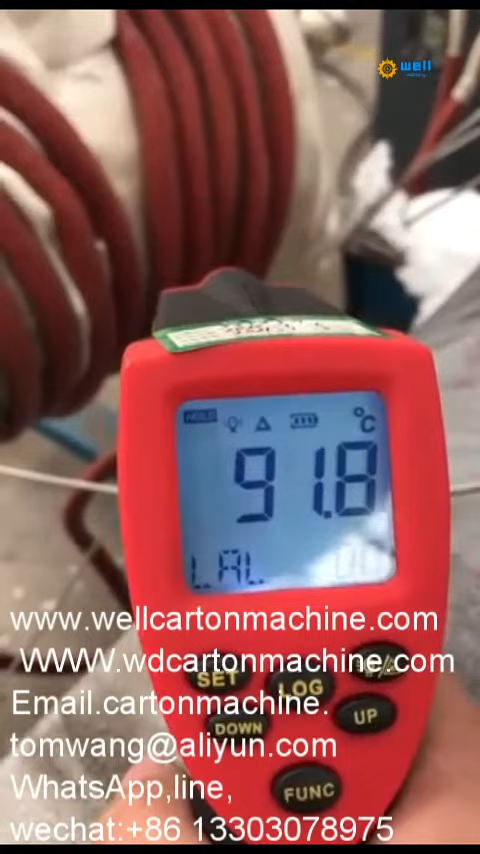 well
HOLD
°C
91.8
LAL
www.wellcartonmachine.com
WWW.wdcartonmachine.com
SET
LOG
Email.cartonmachine.
DOWN
UP
tomwang@aliyun.com
WhatsApp,line,
FUNC
wechat:+86 13303078975